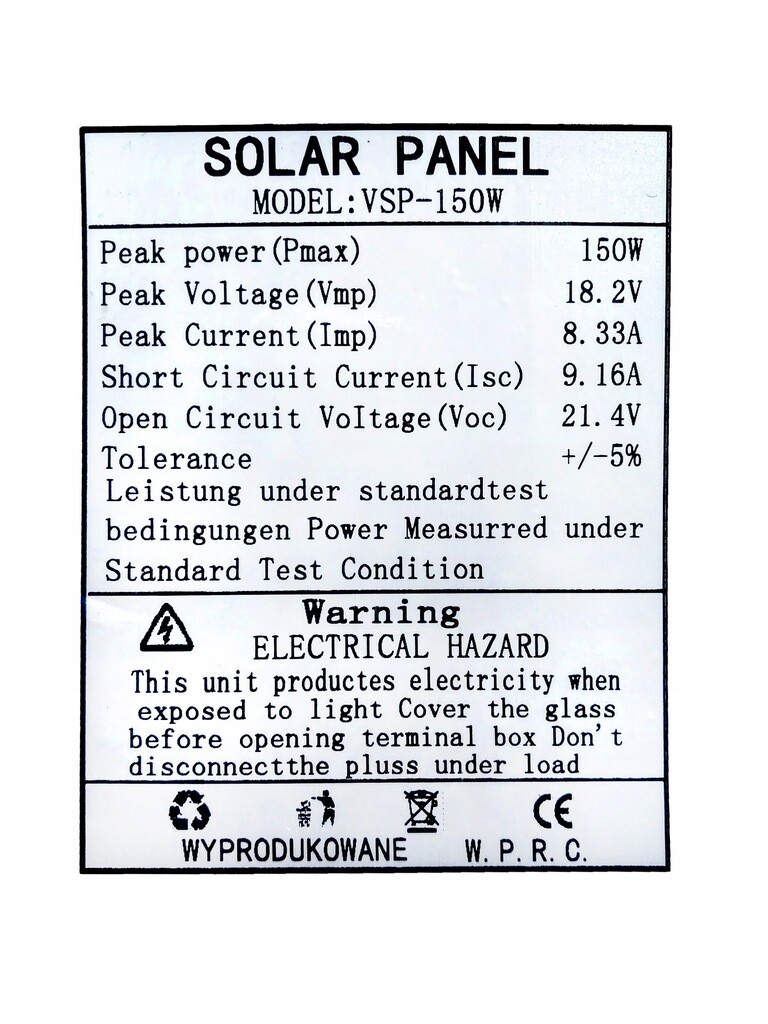 SOLAR PANEL
MODEL:VSP-150W
Peak power(Pmax) 150W
Peak Voltage(Vmp) 18.2V
Peak Current(Imp) 8.33A
Short Circuit Current(Isc) 9.16A
Open Circuit VoItage(Voc) 21.4V
Tolerance +/-5%
Leistung under standardtest
bedingungen Power Measurred under
Standard Test Condition
Warning
ELECTRICAL HAZARD
This unit productes electricity when
exposed to light Cover the glass
before opening terminal box Don't
disconnectthe pluss under load
CE
WYPRODUKOWANE W.P.R.C.